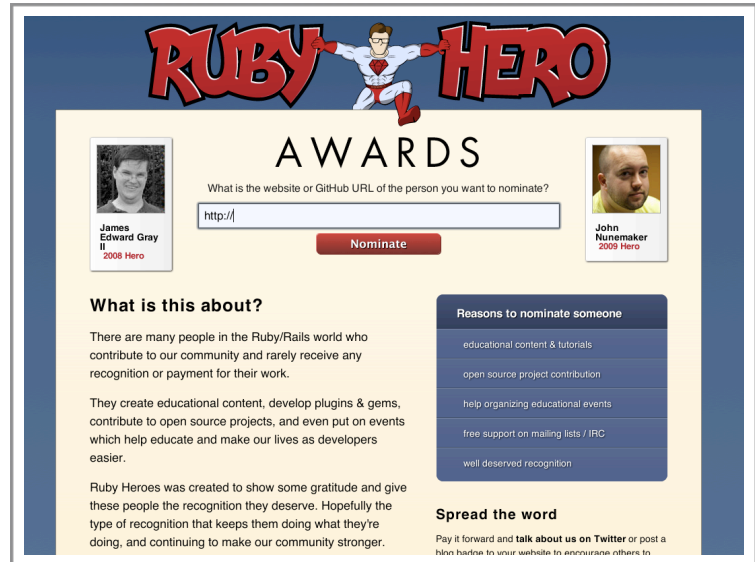 RUBY HERO
AWARDS
What is the website or GitHub URL of the person you want to nominate?
http://
Nominate
James
Edward Gray
II
2008 Hero
John
Nunemaker
2009 Hero
What is this about?
There are many people in the Ruby/Rails world who
contribute to our community and rarely receive any
recognition or payment for their work.
They create educational content, develop plugins & gems,
contribute to open source projects, and even put on events
which help educate and make our lives as developers
easier.
Ruby Heroes was created to show some gratitude and give
these people the recognition they deserve. Hopefully the
type of recognition that keeps them doing what they're
doing, and continuing to make our community stronger.
Reasons to nominate someone
educational content & tutorials
open source project contribution
help organizing educational events
free support on mailing lists / IRC
well deserved recognition
Spread the word
Pay it forward and talk about us on Twitter or post a
blog badge to your website to encourage others to